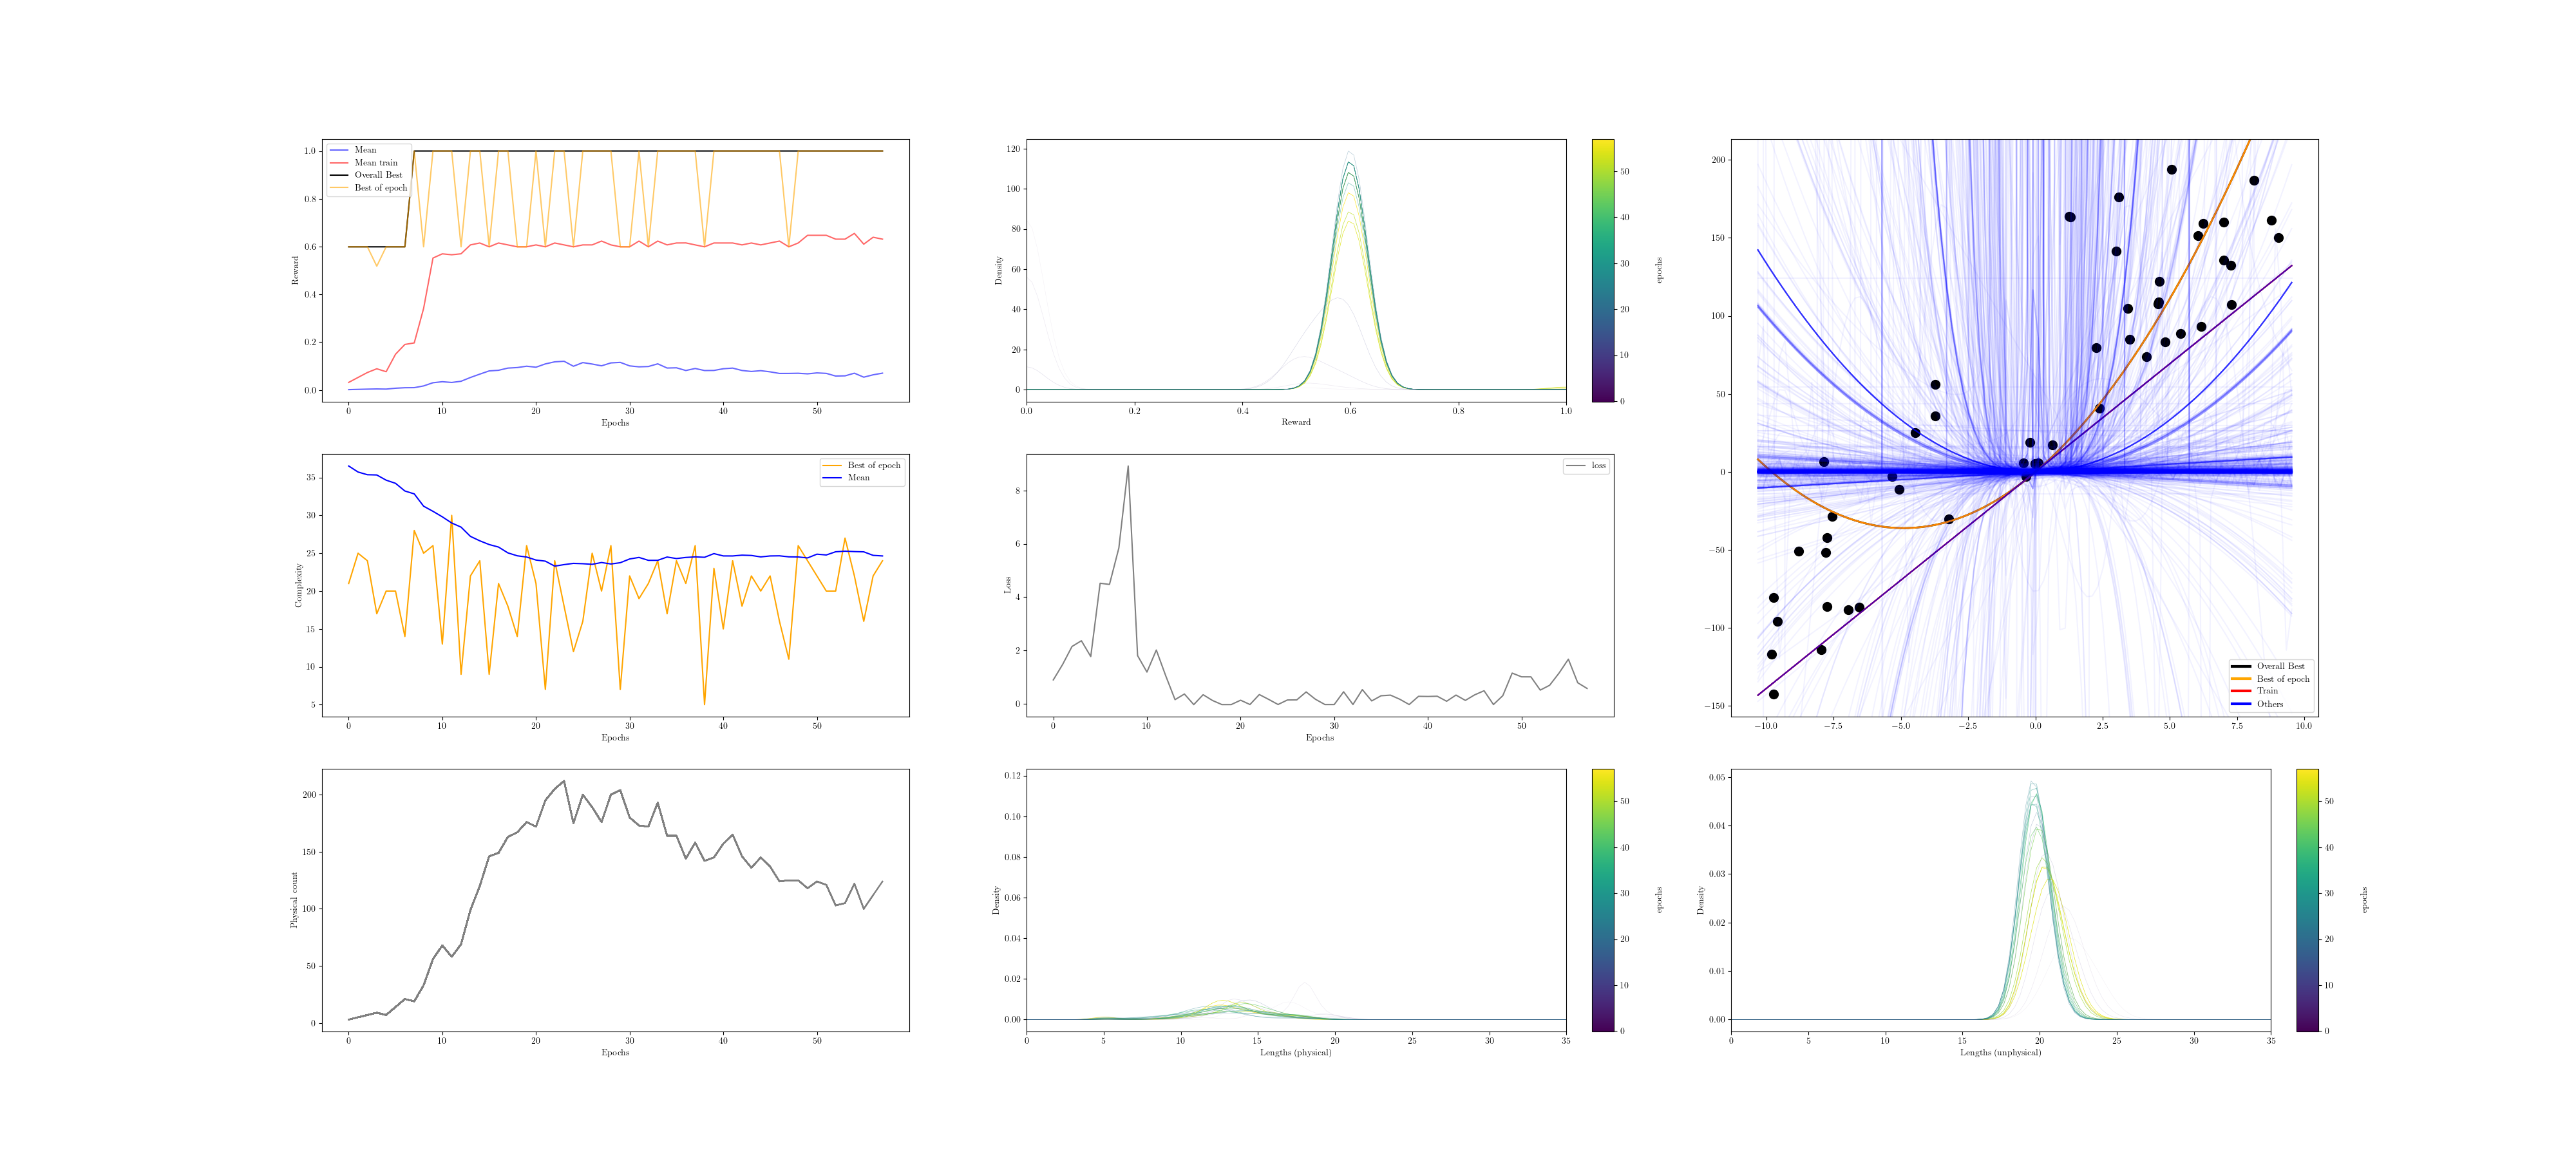 Reward
1.0
0.8
0.6
0.4
0.2
0.0
Mean
Mean train
Overall Best
Best of epoch
0 10 20 30 40 50
Epochs
Density
120
100
80
60
40
20
0
0.0 0.2 0.4 0.6 0.8 1.0
Reward
50
40
30
20
10
0
epochs
200
150
100
50
0
−50
−100
−150
Overall Best
Best of epoch
Train
Others
−10.0 −7.5 −5.0 −2.5 0.0 2.5 5.0 7.5 10.0
Complexity
35
30
25
20
15
10
5
Best of epoch
Mean
0 10 20 30 40 50
Epochs
Loss
8
6
4
2
0
loss
0 10 20 30 40 50
Epochs
Physical count
200
150
100
50
0
0 10 20 30 40 50
Epochs
Density
0.12
0.10
0.08
0.06
0.04
0.02
0.00
0 5 10 15 20 25 30 35
Lengths (physical)
50
40
30
20
10
0
epochs
Density
0.05
0.04
0.03
0.02
0.01
0.00
0 5 10 15 20 25 30 35
Lengths (unphysical)
50
40
30
20
10
0
epochs